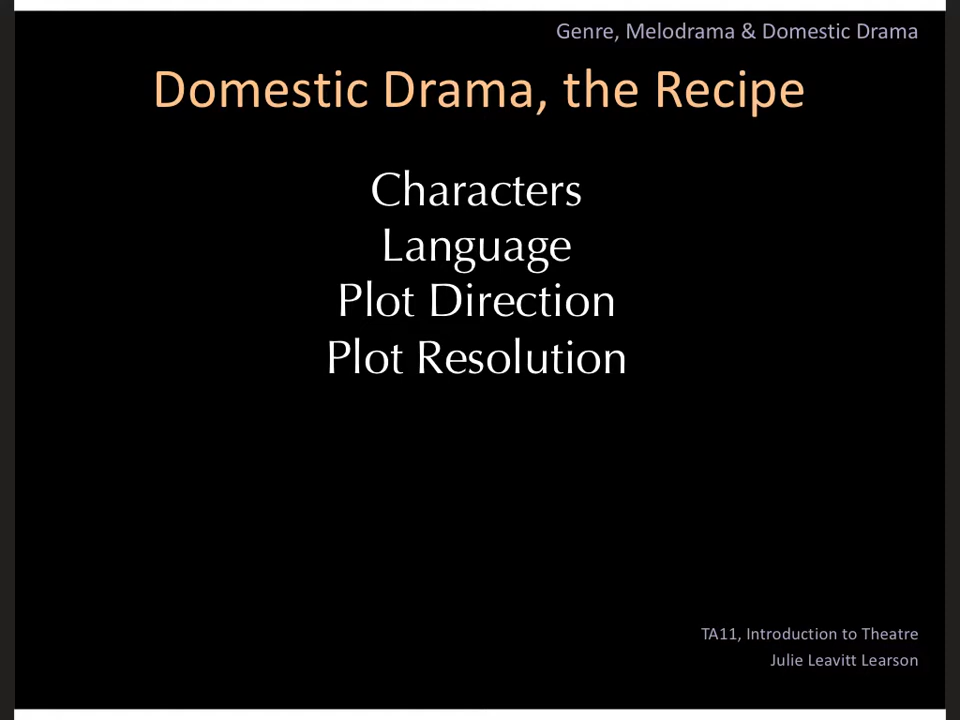 Genre, Melodrama & Domestic Drama
Domestic Drama, the Recipe
Characters
Language
Plot Direction
Plot Resolution
TA11, Introduction to Theatre
Julie Leavitt Learson